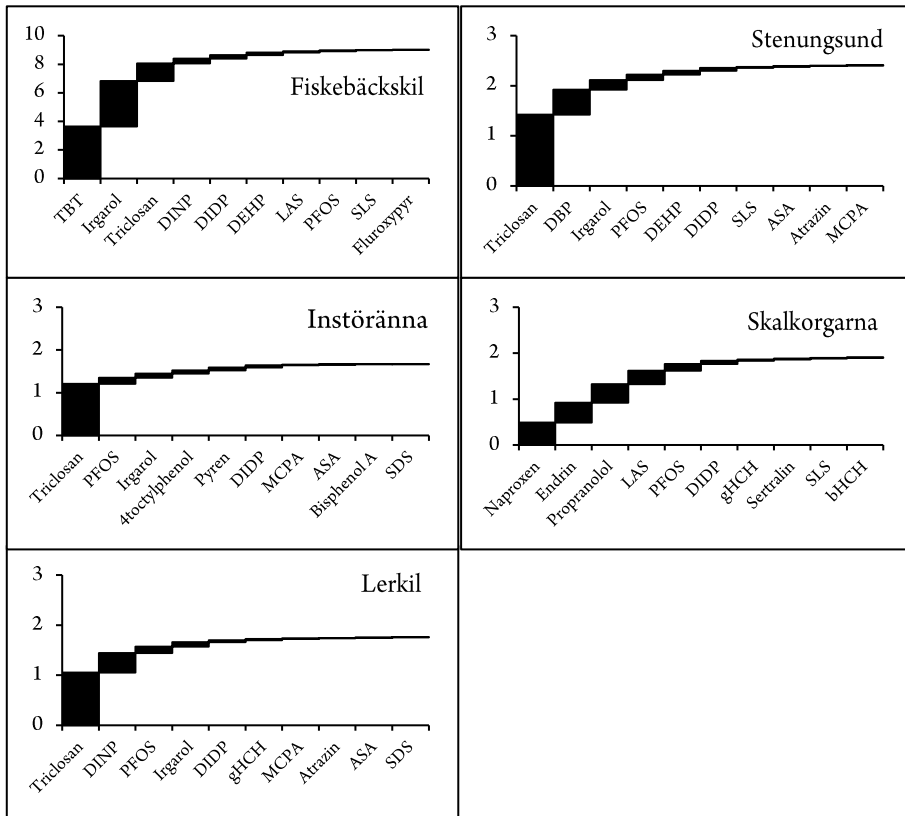 Fiskebäckskil
10
8
6
4
2
0
TBT
Irgarol
Triclosan
DINP
DIDP
DEHP
LAS
PFOS
SLS
Fluroxypyr
Stenungsund
3
2
1
0
Triclosan
DBP
Irgarol
PFOS
DEHP
DIDP
SLS
ASA
Atrazin
MCPA
Instöränna
3
2
1
0
Triclosan
PFOS
Irgarol
4toctylphenol
Pyren
DIDP
MCPA
ASA
Bisphenol A
SDS
Skalkorgarna
3
2
1
0
Naproxen
Endrin
Propranolol
LAS
PFOS
DIDP
gHCH
Sertralin
SLS
bHCH
Lerkil
3
2
1
0
Triclosan
DINP
PFOS
Irgarol
DIDP
gHCH
MCPA
Atrazin
ASA
SDS